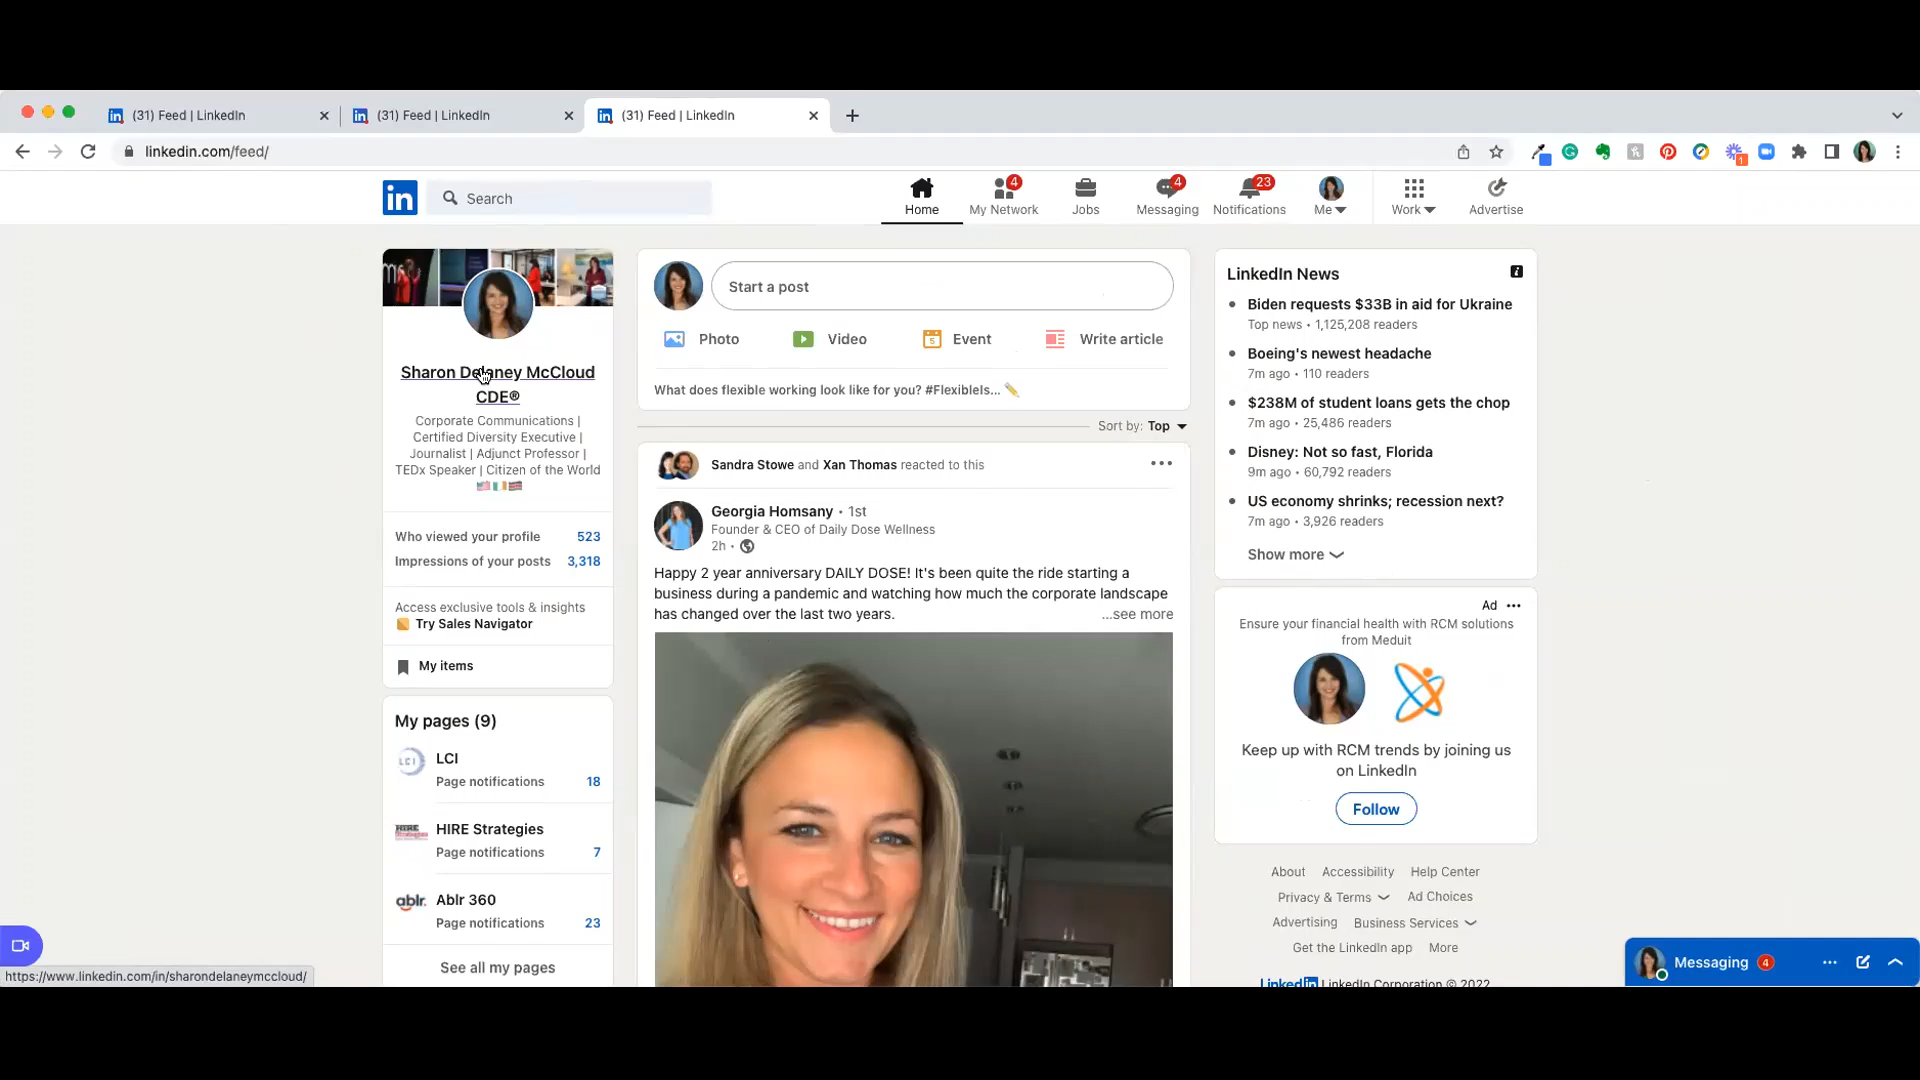 (31) Feed | LinkedIn
(31) Feed | LinkedIn
(31) Feed | LinkedIn
linkedin.com/feed/
1
in
Search
Home
4
My Network
Jobs
4
Messaging
23
Notifications
Me
Work
Advertise
Sharon Delaney McCloud
CDE®
Corporate Communications |
Certified Diversity Executive |
Journalist | Adjunct Professor |
TEDx Speaker | Citizen of the World
Who viewed your profile 523
Impressions of your posts 3,318
Access exclusive tools & insights
Try Sales Navigator
My items
My pages (9)
LCI
LCI
Page notifications 18
HIRE Strategies
HIRE Strategies
Page notifications 7
ablr.
Ablr 360
Page notifications 23
See all my pages
https://www.linkedin.com/in/sharondelaneymccloud/
Start a post
Photo
Video
Event
Write article
What does flexible working look like for you? #FlexibleIs...
Sort by: Top
Sandra Stowe and Xan Thomas reacted to this
Georgia Homsany • 1st
Founder & CEO of Daily Dose Wellness
2h •
Happy 2 year anniversary DAILY DOSE! It's been quite the ride starting a
business during a pandemic and watching how much the corporate landscape
has changed over the last two years. ...see more
LinkedIn News
Biden requests $33B in aid for Ukraine
Top news • 1,125,208 readers
Boeing's newest headache
7m ago • 110 readers
$238M of student loans gets the chop
7m ago • 25,486 readers
Disney: Not so fast, Florida
9m ago • 60,792 readers
US economy shrinks; recession next?
7m ago • 3,926 readers
Show more
Ad
Ensure your financial health with RCM solutions
from Meduit
Keep up with RCM trends by joining us
on LinkedIn
Follow
About Accessibility Help Center
Privacy & Terms Ad Choices
Advertising Business Services
Get the LinkedIn app More
LinkedIn LinkedIn Corporation © 2022
Messaging 4